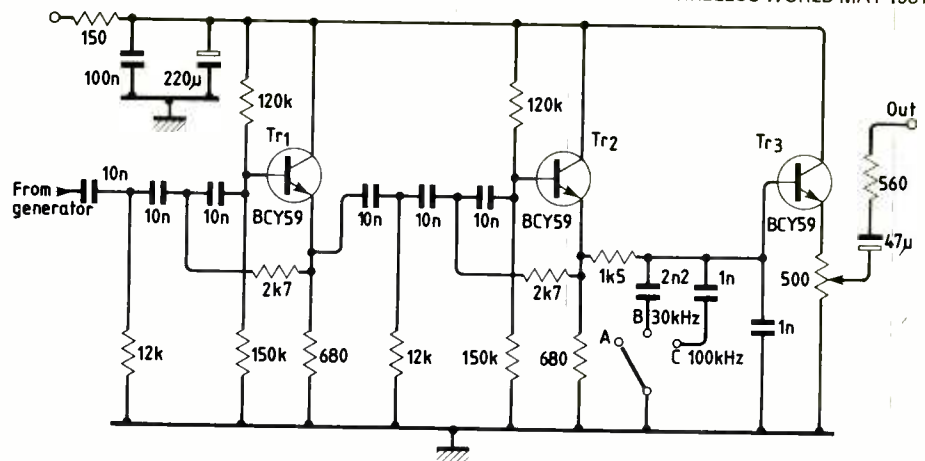 WIRELESS WORLD MAY 1981
150
100n
220µ
120k
120k
Tr1
Tr2
Tr3
Out
10n
From
generator
10n
10n
BCY59
10n
10n
10n
BCY59
BCY59
560
47µ
2k7
2k7
1k5
2n2
1n
500
1n
B 30kHz
A
C 100kHz
12k
150k
680
12k
150k
680